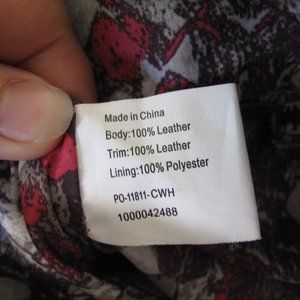 Made in China
Body:100% Leather
Trim:100% Leather
Lining:100% Polyester
PO-11811-CWH
1000042488